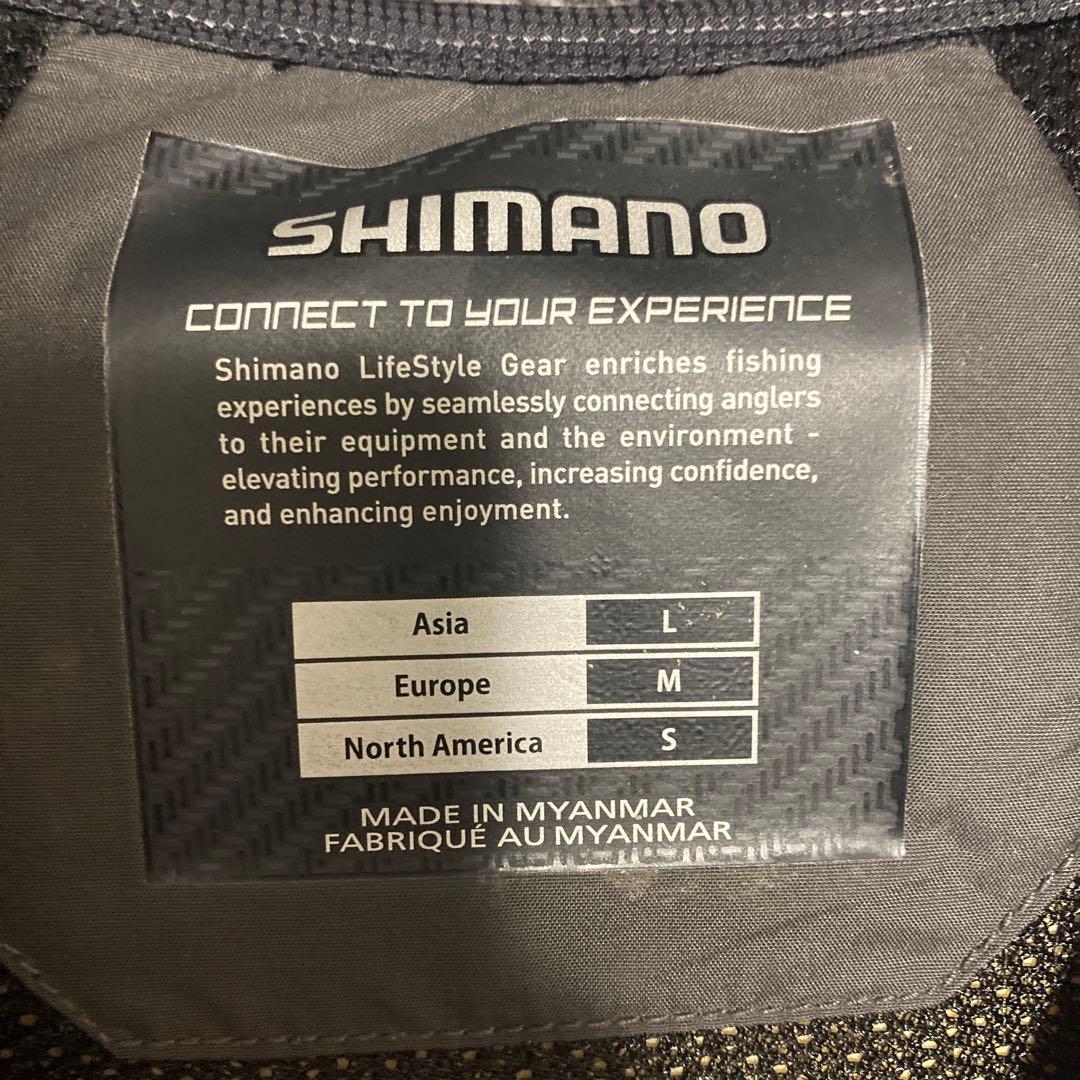 SHIMANO
CONNECT TO YOUR EXPERIENCE
Shimano LifeStyle Gear enriches fishing
experiences by seamlessly connecting anglers
to their equipment and the environment -
elevating performance, increasing confidence,
and enhancing enjoyment.
Asia L
Europe M
North America S
MADE IN MYANMAR
FABRIQUÉ AU MYANMAR